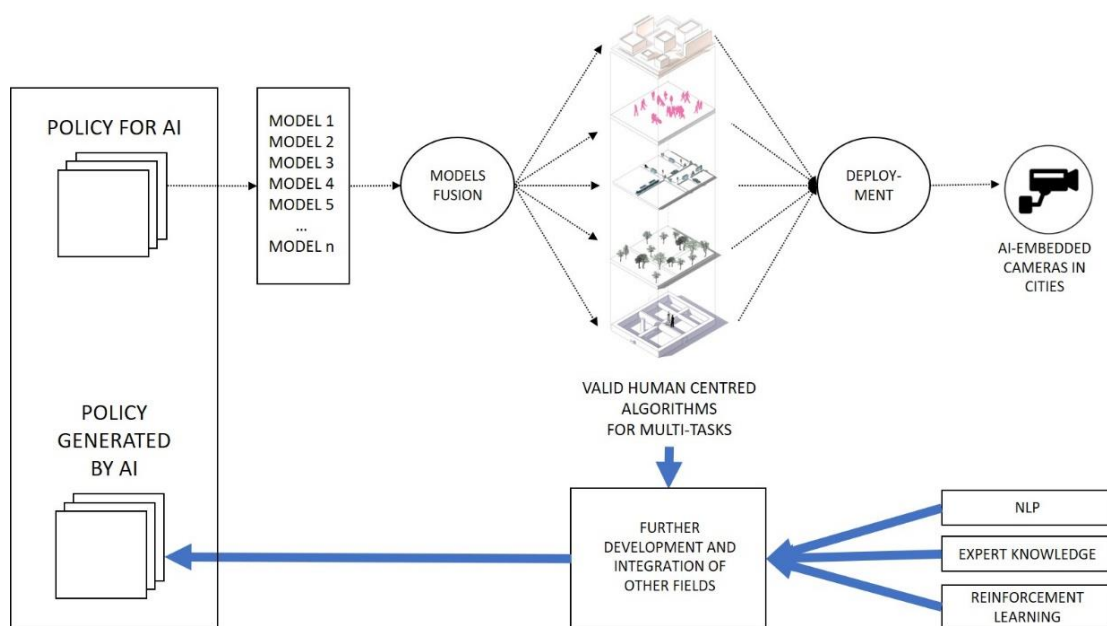 POLICY FOR AI
MODEL 1
MODEL 2
MODEL 3
MODEL 4
MODEL 5
...
MODEL n
MODELS
FUSION
DEPLOY-
MENT
AI-EMBEDDED
CAMERAS IN
CITIES
VALID HUMAN CENTRED
ALGORITHMS
FOR MULTI-TASKS
POLICY
GENERATED
BY AI
FURTHER
DEVELOPMENT AND
INTEGRATION OF
OTHER FIELDS
NLP
EXPERT KNOWLEDGE
REINFORCEMENT
LEARNING